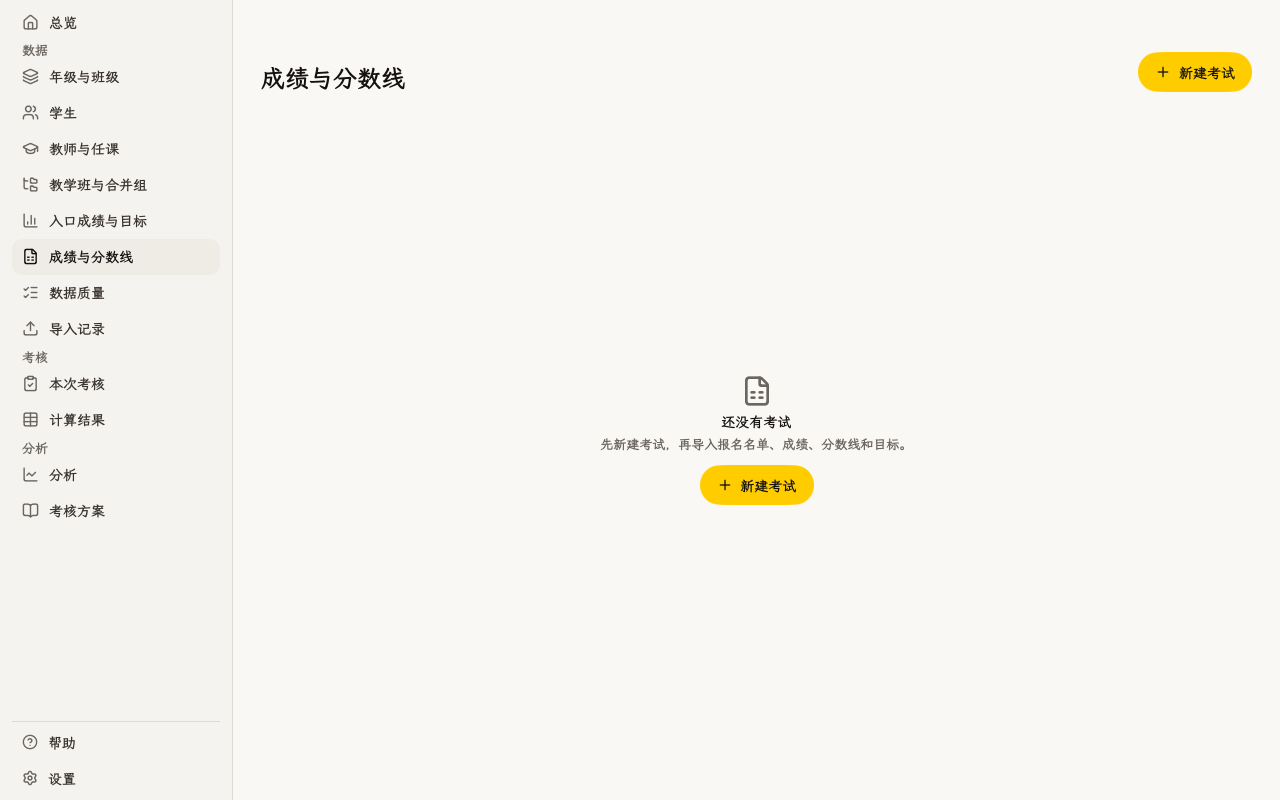 总览
数据
年级与班级
学生
教师与任课
教学班与合并组
入口成绩与目标
成绩与分数线
数据质量
导入记录
考核
本次考核
计算结果
分析
分析
考核方案
帮助
设置
成绩与分数线
新建考试
还没有考试
先新建考试，再导入报名名单、成绩、分数线和目标。
新建考试